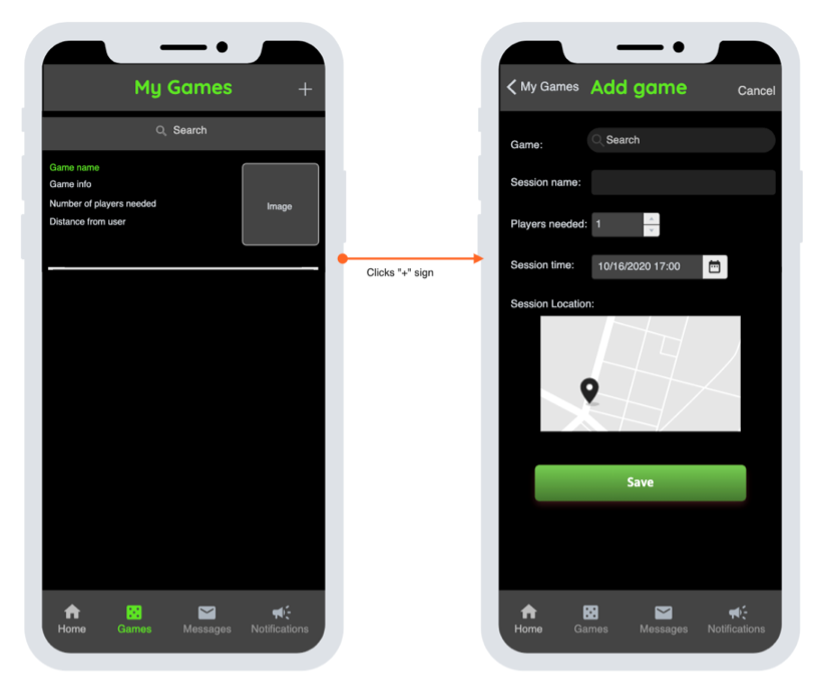 My Games
+
Search
Game name
Game info
Number of players needed
Distance from user
Image
Home
Games
Messages
Notifications
Clicks "+" sign
My Games
Add game
Cancel
Game:
Search
Session name:
Players needed:
1
Session time:
10/16/2020 17:00
Session Location:
Save
Home
Games
Messages
Notifications